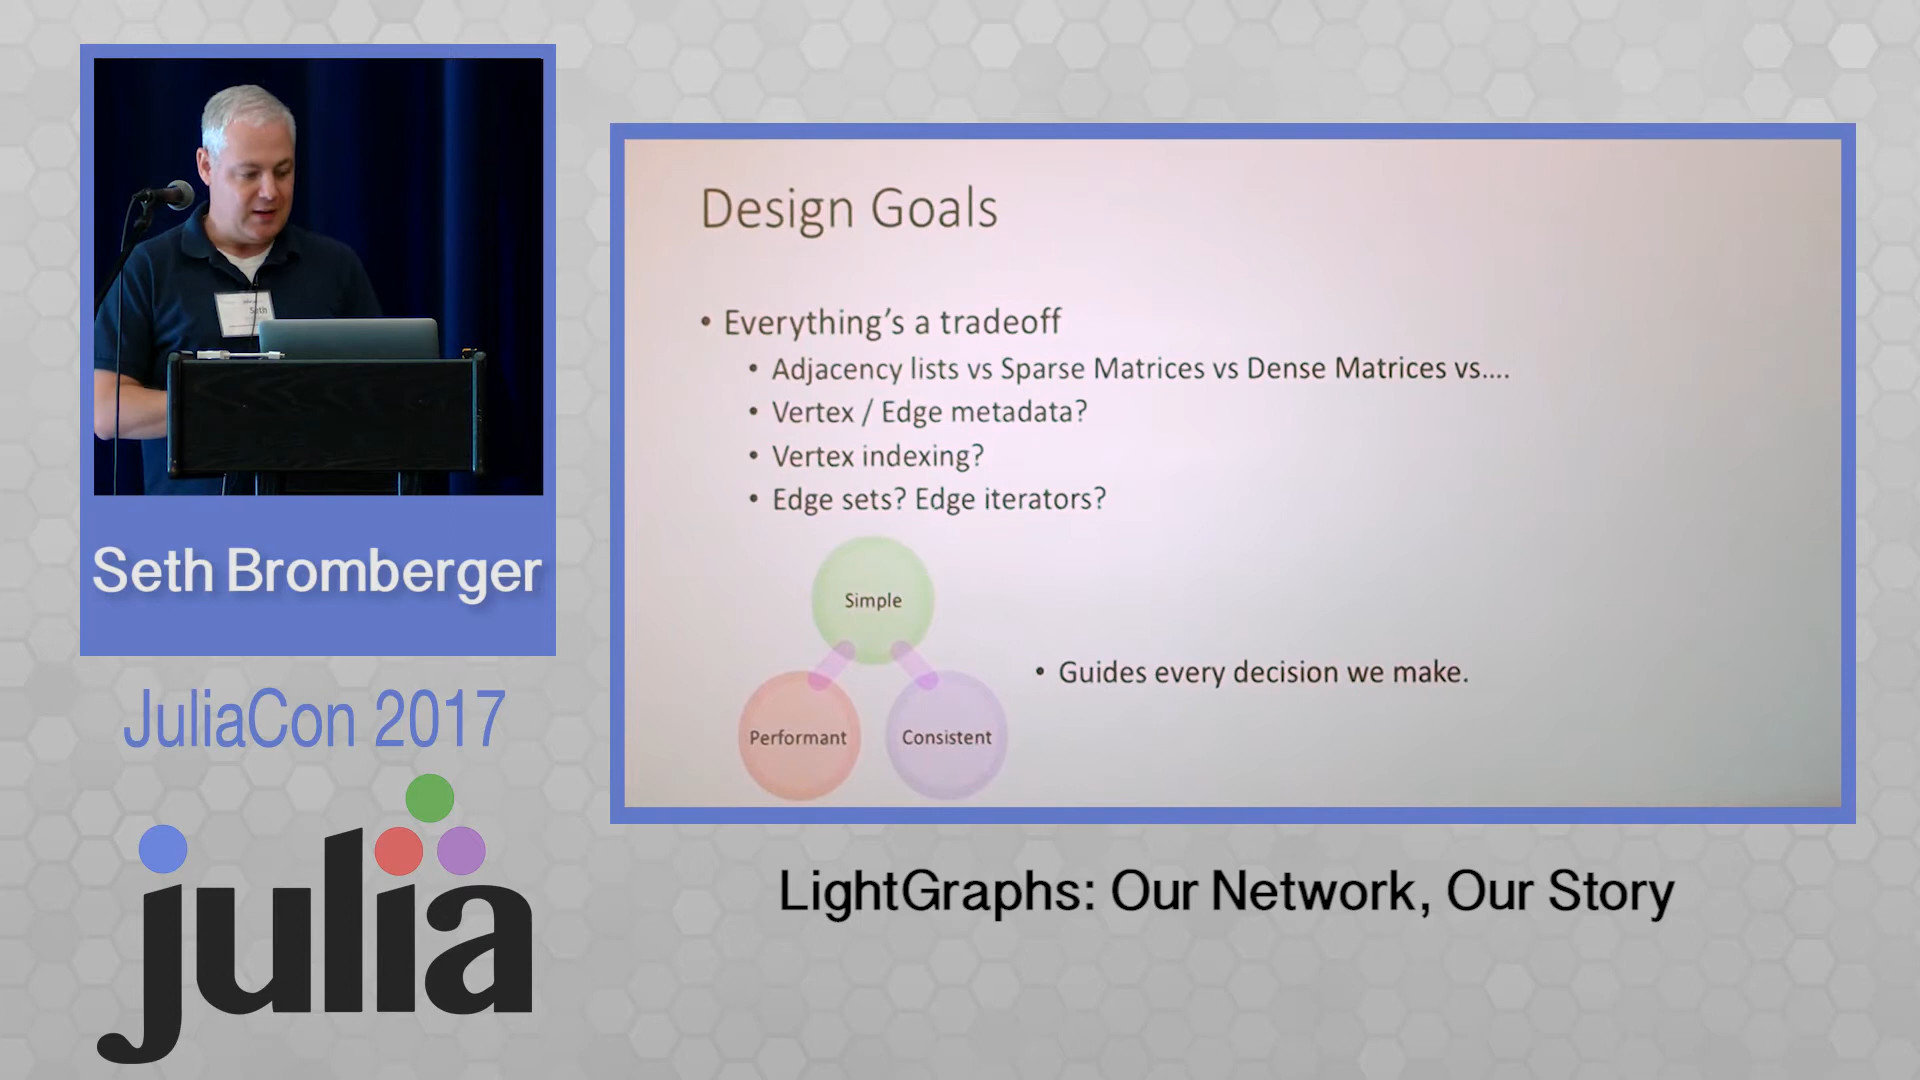 Seth
Seth Bromberger
JuliaCon 2017
julia
Design Goals
• Everything's a tradeoff
• Adjacency lists vs Sparse Matrices vs Dense Matrices vs....
• Vertex / Edge metadata?
• Vertex indexing?
• Edge sets? Edge iterators?
Simple
Performant
Consistent
• Guides every decision we make.
LightGraphs: Our Network, Our Story